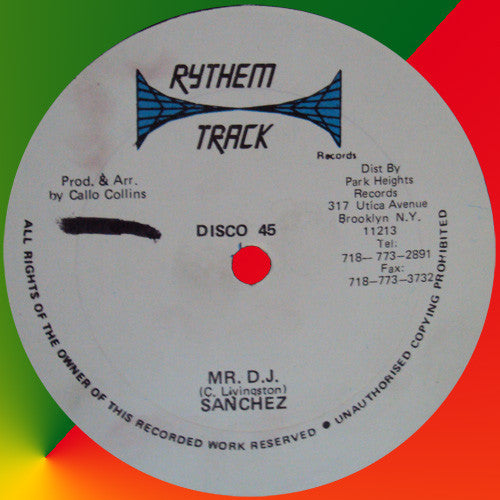 RYTHEM
TRACK
Records
Prod. & Arr.
by Callo Collins
Dist By
Park Heights
Records
317 Utica Avenue
Brooklyn N.Y.
11213
Tel:
718-773-2891
Fax:
718-773-3732
DISCO 45
MR. D.J.
(C. Livingston)
SANCHEZ
ALL RIGHTS OF THE OWNER OF THIS RECORDED WORK RESERVED • UNAUTHORISED COPYING PROHIBITED